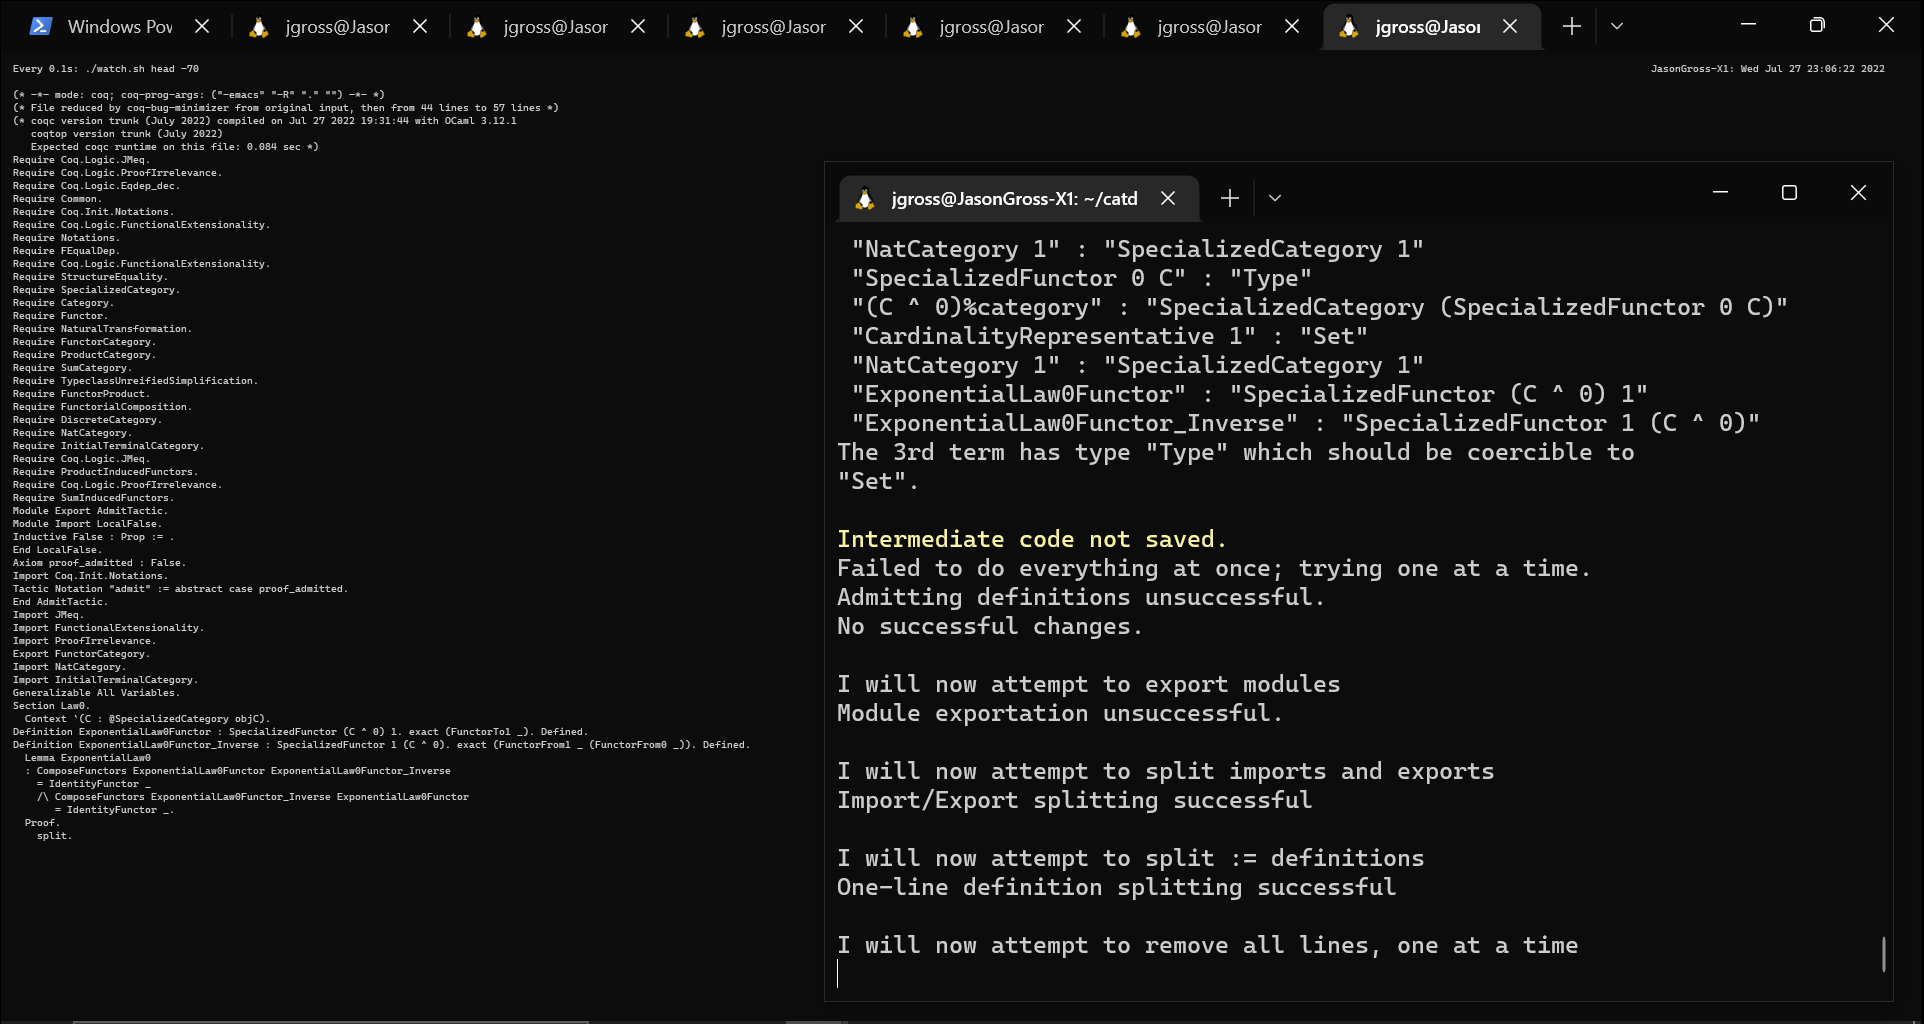 Windows Pov
jgross@Jasor
jgross@Jasor
jgross@Jasor
jgross@Jasor
jgross@Jasor
jgross@Jasor
Every 0.1s: ./watch.sh head -70
JasonGross-X1: Wed Jul 27 23:06:22 2022
(* -*- mode: coq; coq-prog-args: ("-emacs" "-R" "." "") -*- *)
(* File reduced by coq-bug-minimizer from original input, then from 44 lines to 57 lines *)
(* coqc version trunk (July 2022) compiled on Jul 27 2022 19:31:44 with OCaml 3.12.1
coqtop version trunk (July 2022)
Expected coqc runtime on this file: 0.084 sec *)
Require Coq.Logic.JMeq.
Require Coq.Logic.ProofIrrelevance.
Require Coq.Logic.Eqdep_dec.
Require Common.
Require Coq.Init.Notations.
Require Coq.Logic.FunctionalExtensionality.
Require Notations.
Require FEqualDep.
Require Coq.Logic.FunctionalExtensionality.
Require StructureEquality.
Require SpecializedCategory.
Require Category.
Require Functor.
Require NaturalTransformation.
Require FunctorCategory.
Require ProductCategory.
Require SumCategory.
Require TypeclassUnreifiedSimplification.
Require FunctorProduct.
Require FunctorialComposition.
Require DiscreteCategory.
Require NatCategory.
Require InitialTerminalCategory.
Require Coq.Logic.JMeq.
Require ProductInducedFunctors.
Require Coq.Logic.ProofIrrelevance.
Require SumInducedFunctors.
Module Export AdmitTactic.
Module Import LocalFalse.
Inductive False : Prop := .
End LocalFalse.
Axiom proof_admitted : False.
Import Coq.Init.Notations.
Tactic Notation "admit" := abstract case proof_admitted.
End AdmitTactic.
Import JMeq.
Import FunctionalExtensionality.
Import ProofIrrelevance.
Export FunctorCategory.
Import NatCategory.
Import InitialTerminalCategory.
Generalizable All Variables.
Section Law0.
Context `(C : @SpecializedCategory objC).
Definition ExponentialLaw0Functor : SpecializedFunctor (C ^ 0) 1. exact (FunctorTo1 _). Defined.
Definition ExponentialLaw0Functor_Inverse : SpecializedFunctor 1 (C ^ 0). exact (FunctorFrom1 _ (FunctorFrom0 _)). Defined.
Lemma ExponentialLaw0
: ComposeFunctors ExponentialLaw0Functor ExponentialLaw0Functor_Inverse
= IdentityFunctor _
/\ ComposeFunctors ExponentialLaw0Functor_Inverse ExponentialLaw0Functor
= IdentityFunctor _.
Proof.
split.
jgross@JasonGross-X1: ~/catd
"NatCategory 1" : "SpecializedCategory 1"
"SpecializedFunctor 0 C" : "Type"
"(C ^ 0)%category" : "SpecializedCategory (SpecializedFunctor 0 C)"
"CardinalityRepresentative 1" : "Set"
"NatCategory 1" : "SpecializedCategory 1"
"ExponentialLaw0Functor" : "SpecializedFunctor (C ^ 0) 1"
"ExponentialLaw0Functor_Inverse" : "SpecializedFunctor 1 (C ^ 0)"
The 3rd term has type "Type" which should be coercible to
"Set".
Intermediate code not saved.
Failed to do everything at once; trying one at a time.
Admitting definitions unsuccessful.
No successful changes.
I will now attempt to export modules
Module exportation unsuccessful.
I will now attempt to split imports and exports
Import/Export splitting successful
I will now attempt to split := definitions
One-line definition splitting successful
I will now attempt to remove all lines, one at a time